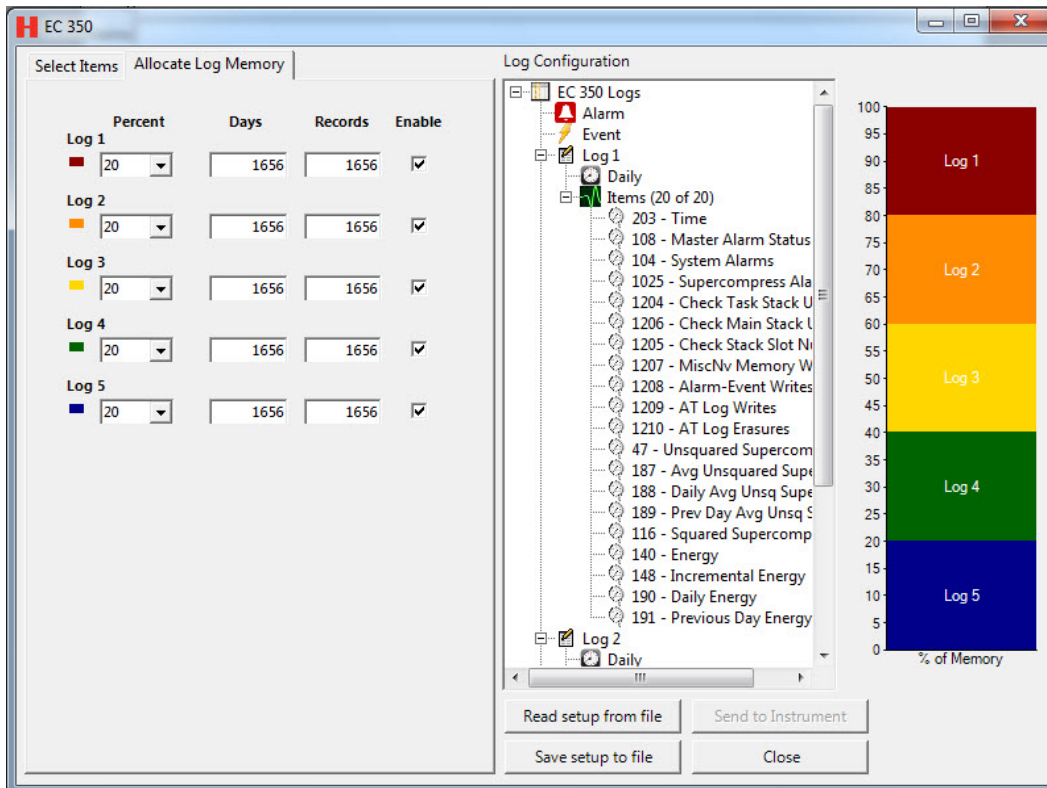 EC 350
Select Items Allocate Log Memory
Percent Days Records Enable
Log 1
20 1656 1656
Log 2
20 1656 1656
Log 3
20 1656 1656
Log 4
20 1656 1656
Log 5
20 1656 1656
Log Configuration
EC 350 Logs
Alarm
Event
Log 1
Daily
Items (20 of 20)
203 - Time
108 - Master Alarm Status
104 - System Alarms
1025 - Supercompress Ala
1204 - Check Task Stack U
1206 - Check Main Stack U
1205 - Check Stack Slot Nu
1207 - MiscNv Memory W
1208 - Alarm-Event Writes
1209 - AT Log Writes
1210 - AT Log Erasures
47 - Unsquared Supercom
187 - Avg Unsquared Supe
188 - Daily Avg Unsq Supe
189 - Prev Day Avg Unsq S
116 - Squared Supercomp
140 - Energy
148 - Incremental Energy
190 - Daily Energy
191 - Previous Day Energy
Log 2
Daily
Read setup from file Send to Instrument
Save setup to file Close
100
95
90 Log 1
85
80
75
70 Log 2
65
60
55
50 Log 3
45
40
35
30 Log 4
25
20
15
10 Log 5
5
0
% of Memory